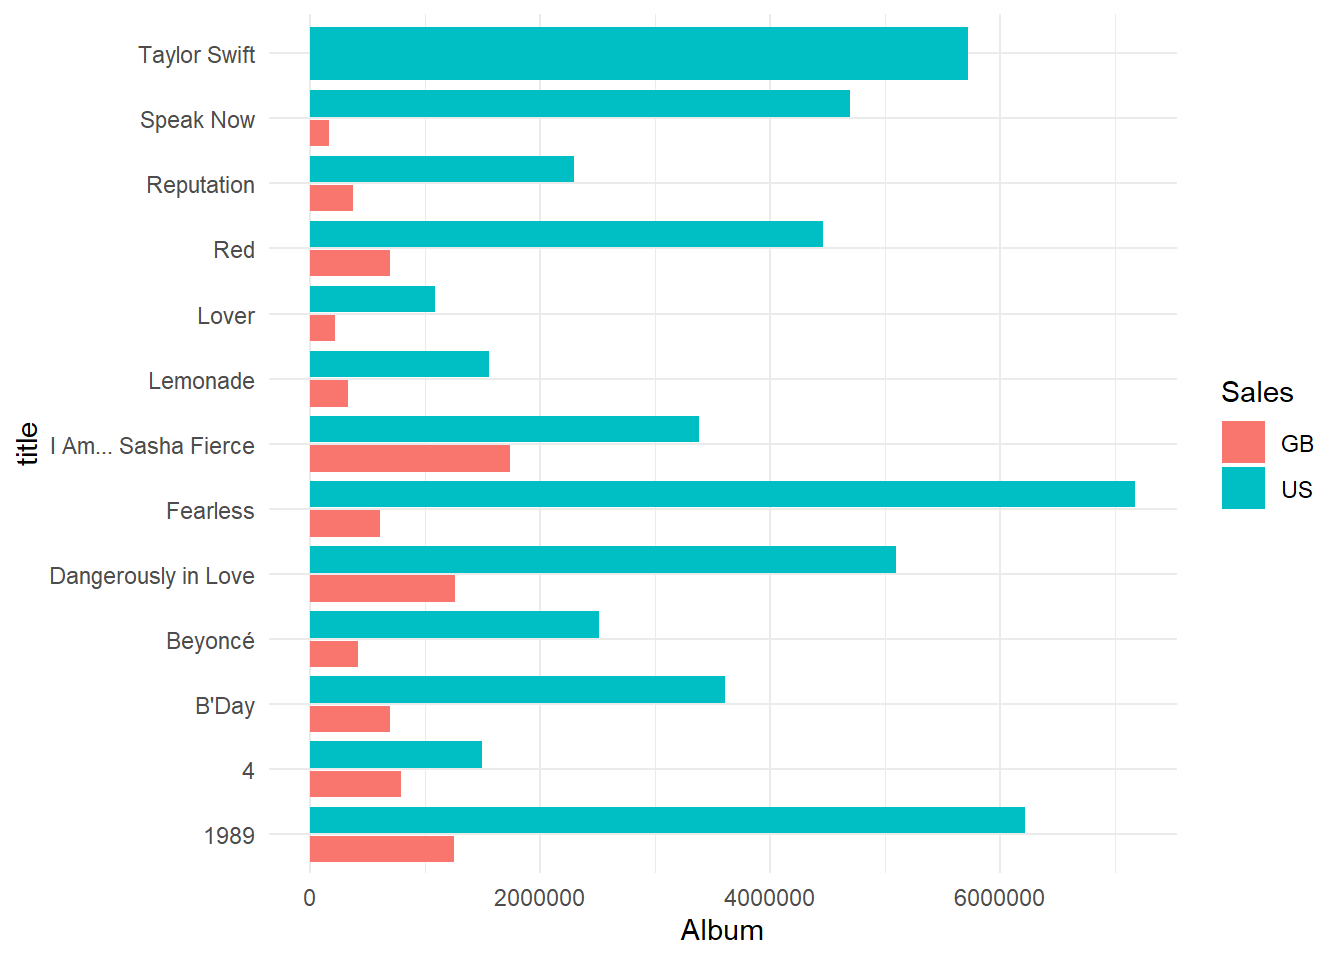 Taylor Swift
Speak Now
Reputation
Red
Lover
Lemonade
I Am... Sasha Fierce
Fearless
Dangerously in Love
Beyoncé
B'Day
4
1989
title
0 2000000 4000000 6000000
Album
Sales
GB
US